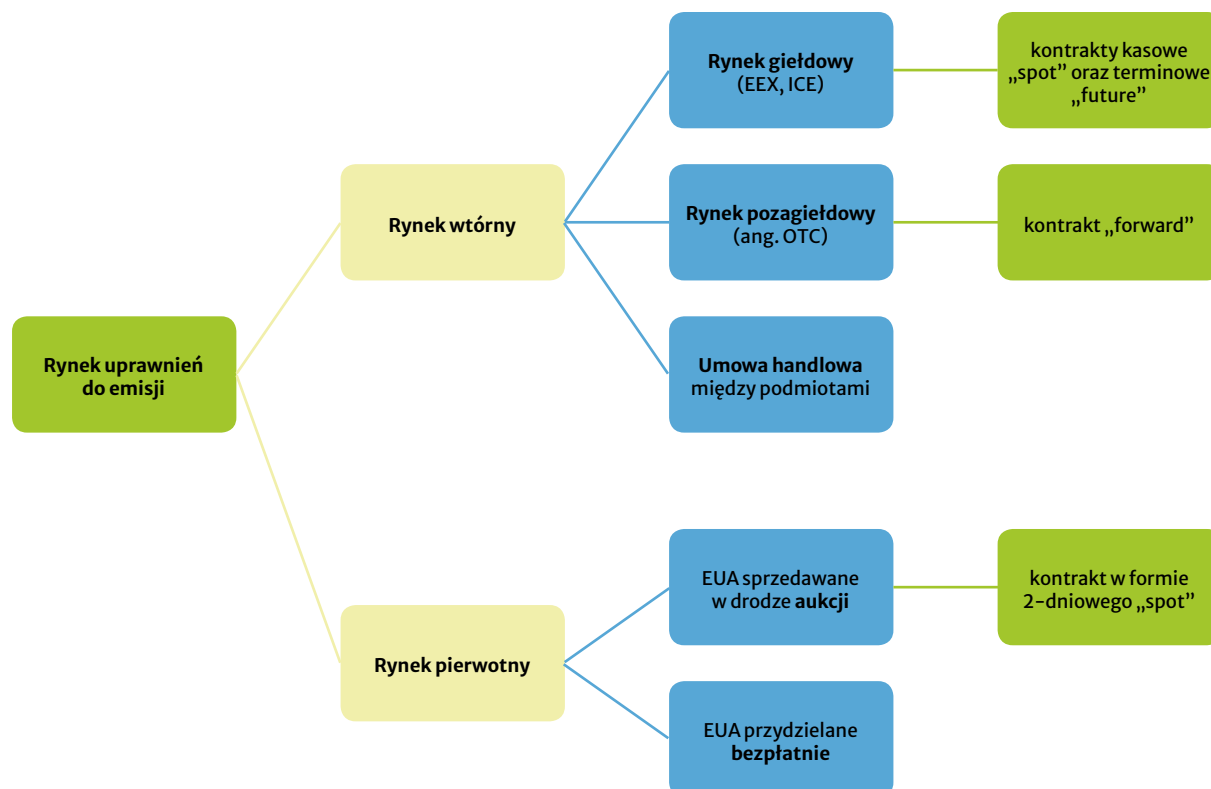 Rynek giełdowy
(EEX, ICE)
kontrakty kasowe
„spot” oraz terminowe
„future”
Rynek wtórny
Rynek pozagiełdowy
(ang. OTC)
kontrakt „forward”
Rynek uprawnień
do emisji
Umowa handlowa
między podmiotami
EUA sprzedawane
w drodze aukcji
kontrakt w formie
2-dniowego „spot”
Rynek pierwotny
EUA przydzielane
bezpłatnie